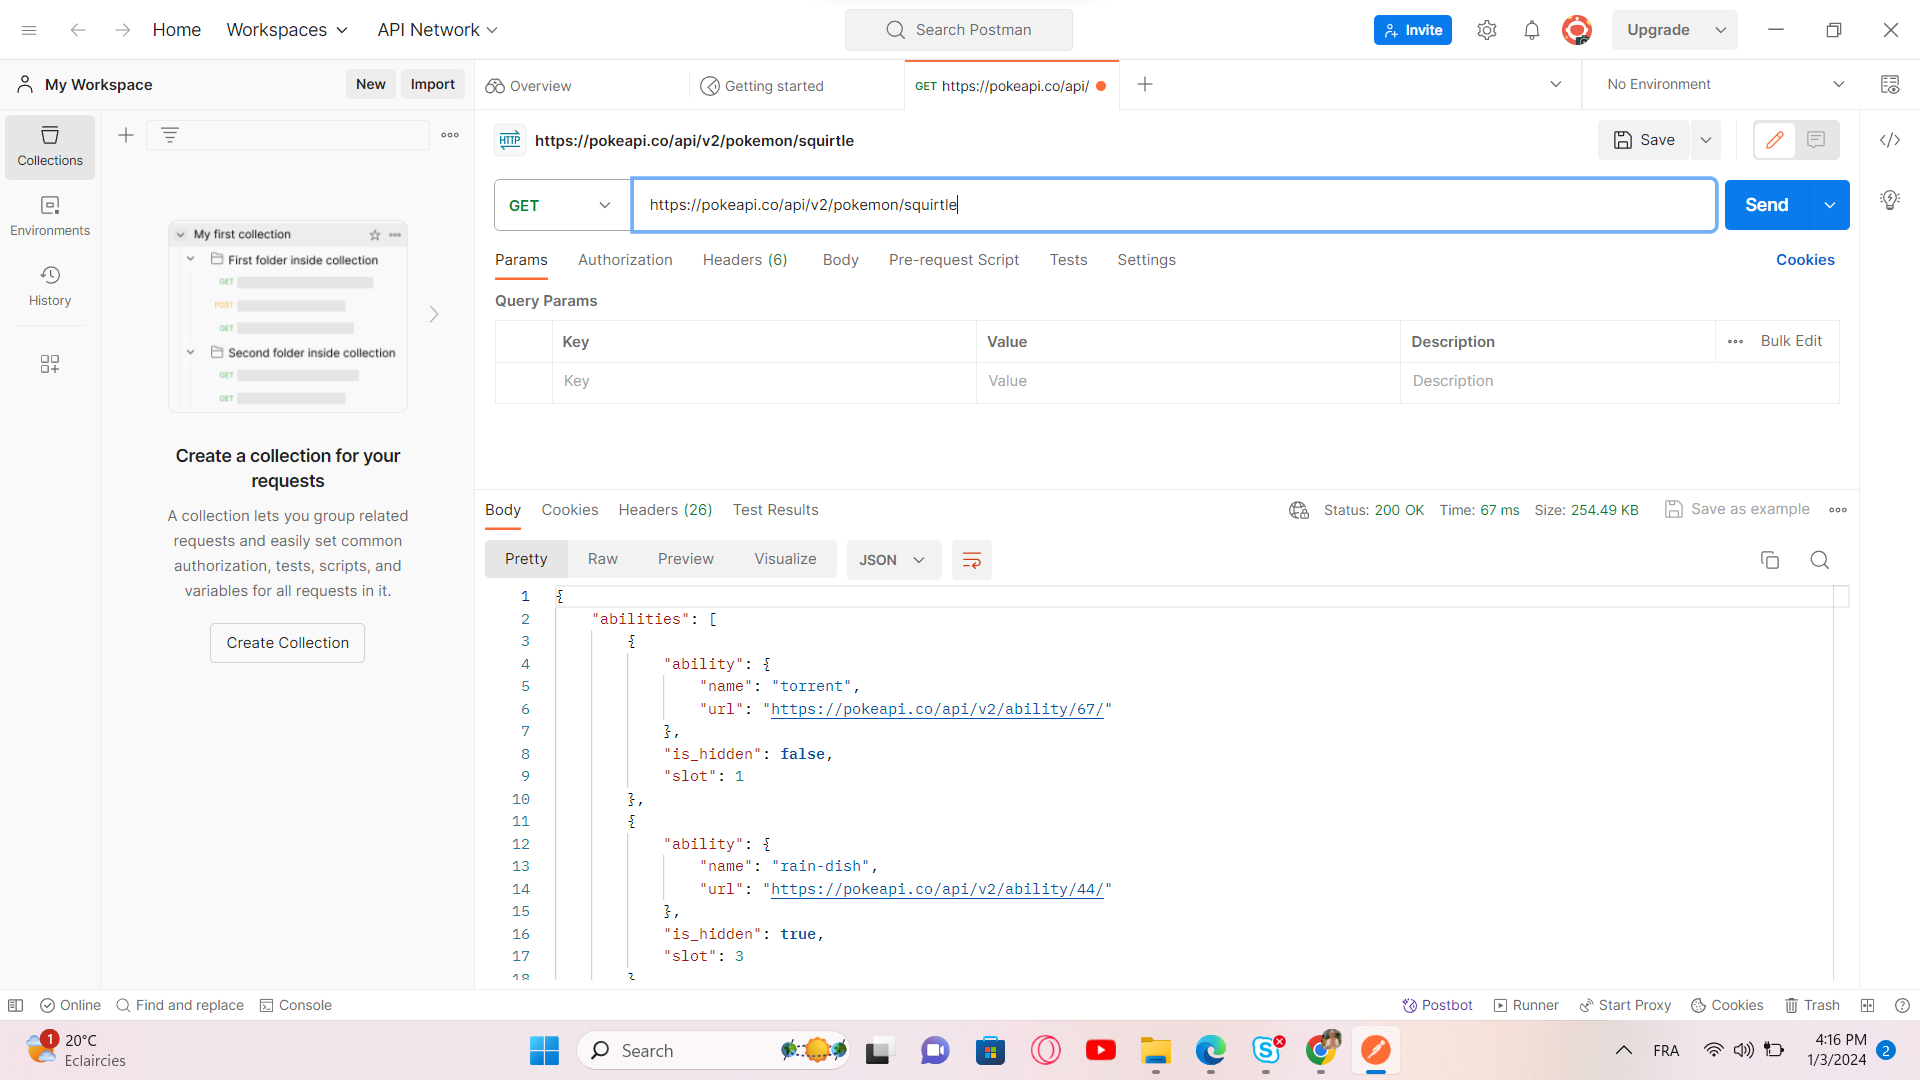 Home Workspaces API Network Search Postman Invite Upgrade
My Workspace New Import Overview Getting started GET https://pokeapi.co/api/ No Environment
HTTP https://pokeapi.co/api/v2/pokemon/squirtle Save
Collections
GET https://pokeapi.co/api/v2/pokemon/squirtle Send
Environments
History
My first collection
First folder inside collection
GET
POST
GET
Second folder inside collection
GET
GET
Create a collection for your
requests
A collection lets you group related
requests and easily set common
authorization, tests, scripts, and
variables for all requests in it.
Create Collection
Params Authorization Headers (6) Body Pre-request Script Tests Settings Cookies
Query Params
Key Value Description Bulk Edit
Key Value Description
Body Cookies Headers (26) Test Results Status: 200 OK Time: 67 ms Size: 254.49 KB Save as example
Pretty Raw Preview Visualize JSON
1 {
2 "abilities": [
3 {
4 "ability": {
5 "name": "torrent",
6 "url": "https://pokeapi.co/api/v2/ability/67/"
7 },
8 "is_hidden": false,
9 "slot": 1
10 },
11 {
12 "ability": {
13 "name": "rain-dish",
14 "url": "https://pokeapi.co/api/v2/ability/44/"
15 },
16 "is_hidden": true,
17 "slot": 3
18 }
Online Find and replace Console Postbot Runner Start Proxy Cookies Trash
1 20°C
Eclaircies
Search
FRA
4:16 PM
1/3/2024
2